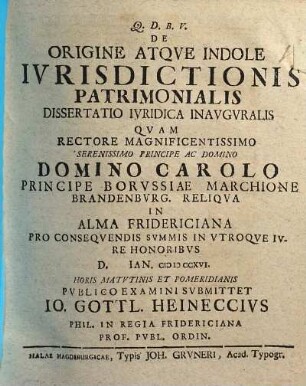 Q. D. B. V.
DE
ORIGINE ATQVE INDOLE
IVRISDICTIONIS
PATRIMONIALIS
DISSERTATIO IVRIDICA INAVGVRALIS
QVAM
RECTORE MAGNIFICENTISSIMO
SERENISSIMO PRINCIPE AC DOMINO
DOMINO CAROLO
PRINCIPE BORVSSIAE MARCHIONE
BRANDENBVRG. RELIQVA
IN
ALMA FRIDERICIANA
PRO CONSEQVENDIS SVMMIS IN VTROQVE IV-
RE HONORIBVS
D. IAN. CIↃIↃCCXVI.
HORIS MATVTINIS ET POMERIDIANIS
PVBLICO EXAMINI SVBMITTET
IO. GOTTL. HEINECCIVS
PHIL. IN REGIA FRIDERICIANA
PROF. PVBL. ORDIN.
HALAE MAGDEBVRGICAE, Typis JOH. GRVNERI, Acad. Typogr.